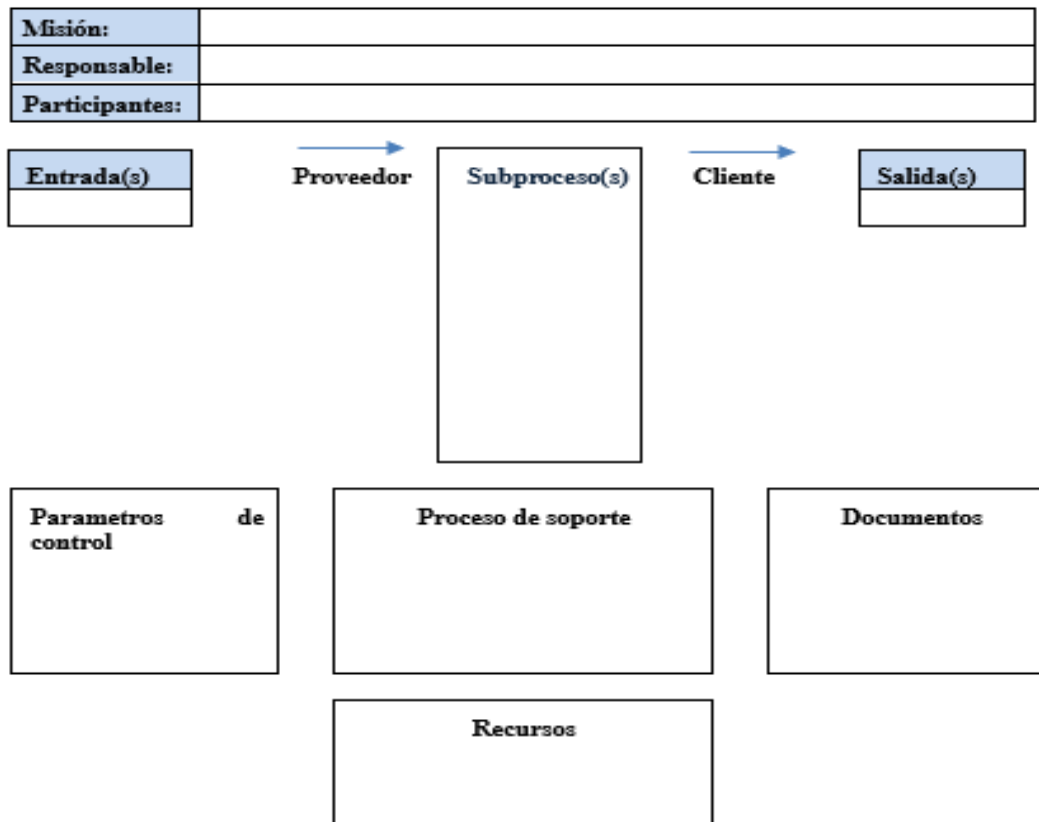 Misión:
Responsable:
Participantes:
Entrada(s)
Proveedor
Subproceso(s)
Cliente
Salida(s)
Parametros de
control
Proceso de soporte
Documentos
Recursos